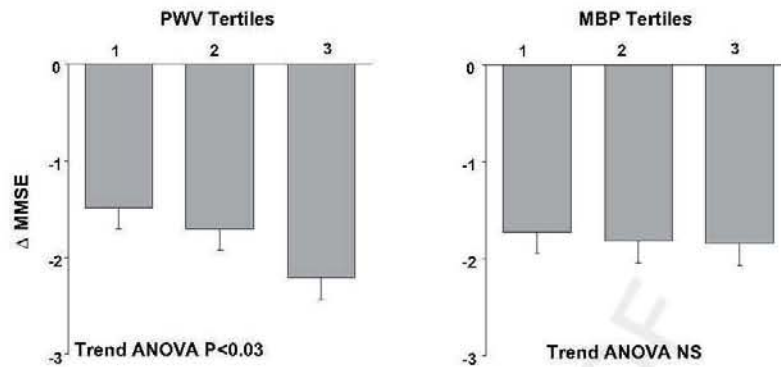 PWV Tertiles
1 2 3
0
-1
-2
-3
Δ MMSE
Trend ANOVA P<0.03
MBP Tertiles
1 2 3
0
-1
-2
-3
Trend ANOVA NS